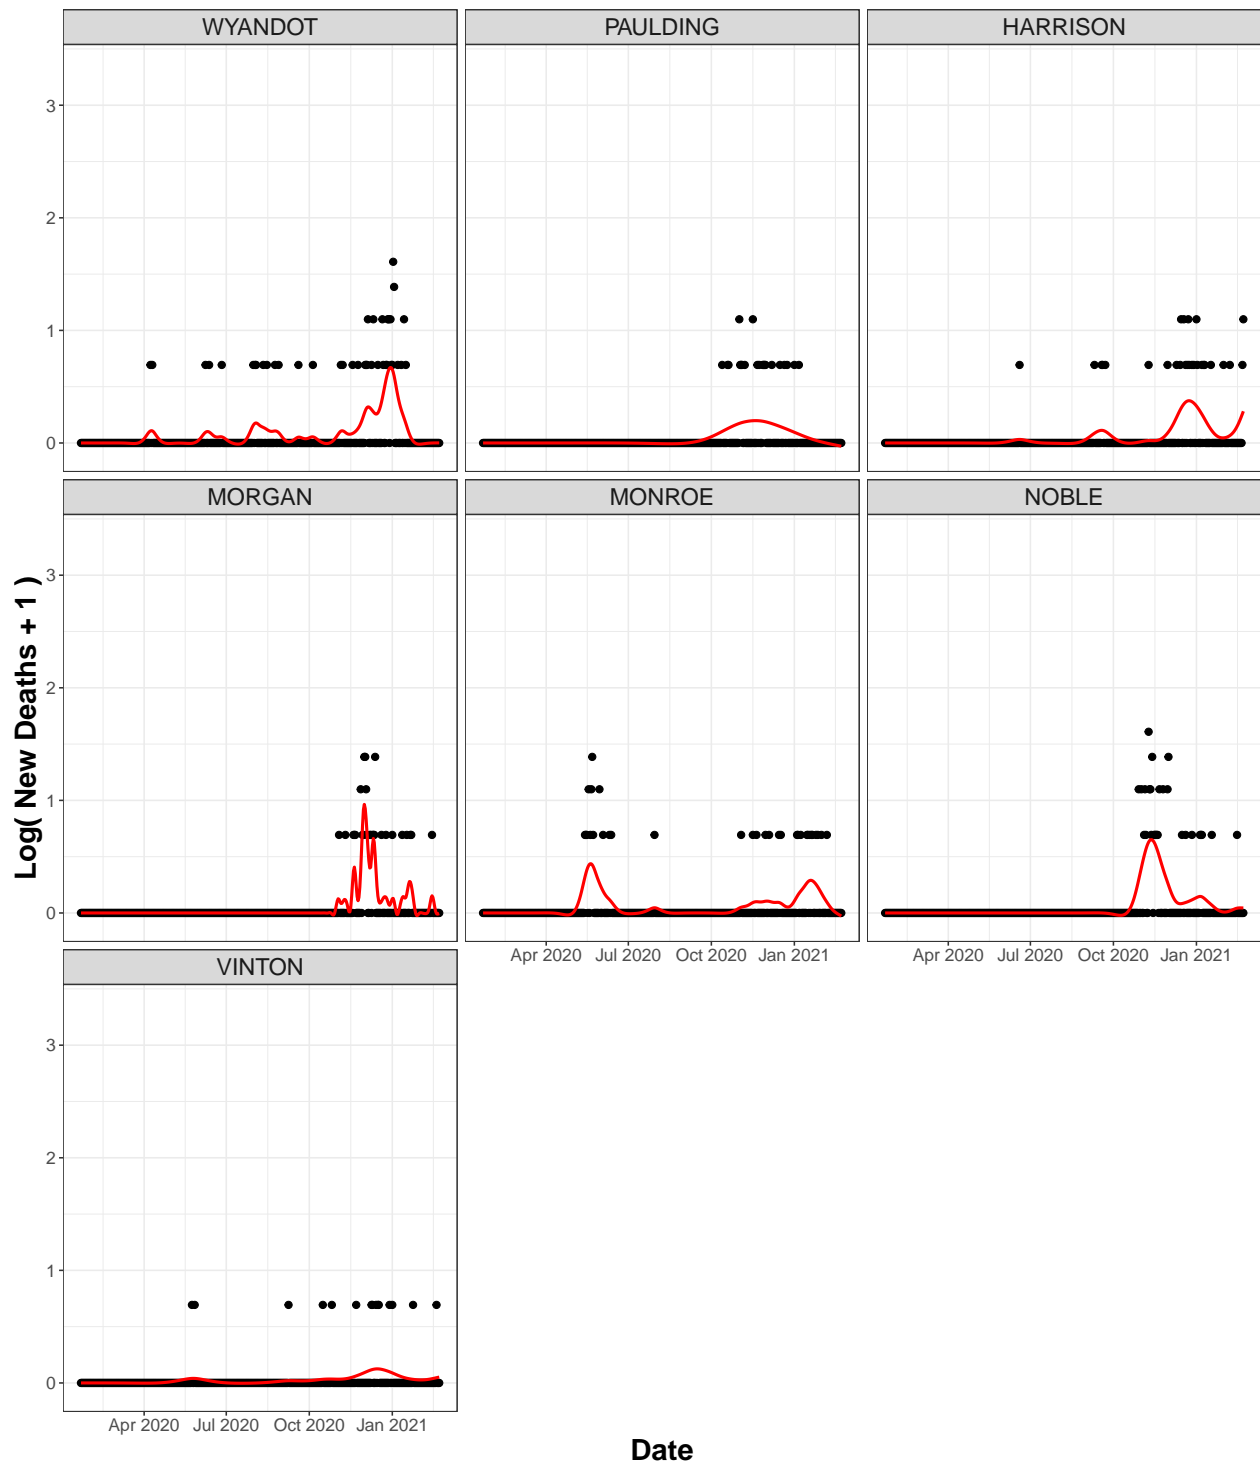 WYANDOT PAULDING HARRISON
3
2
1
0
MORGAN MONROE NOBLE
Log( New Deaths + 1 )
3
2
1
0
Apr 2020 Jul 2020 Oct 2020 Jan 2021 Apr 2020 Jul 2020 Oct 2020 Jan 2021
VINTON
3
2
1
0
Apr 2020 Jul 2020 Oct 2020 Jan 2021
Date